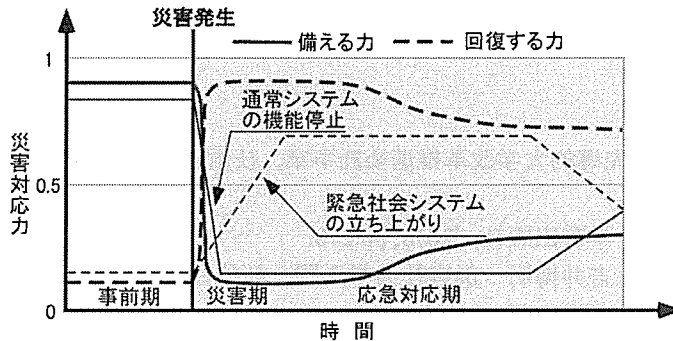 災害発生
備える力
回復する力
1
通常システム
の機能停止
災害対応力
0.5
緊急社会システム
の立ち上がり
事前期
災害期
応急対応期
0
時 間